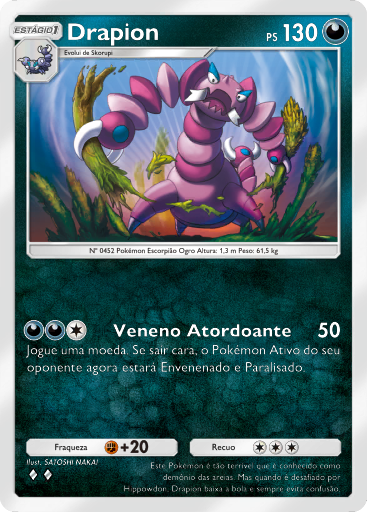 ESTÁGIO 1
Drapion
PS 130
Evolui de Skorupi
Nº 0452 Pokémon Escorpião Ogro Altura: 1,3 m Peso: 61,5 kg
Veneno Atordoante 50
Jogue uma moeda. Se sair cara, o Pokémon Ativo do seu
oponente agora estará Envenenado e Paralisado.
Fraqueza +20
Recuo
Ilust. SATOSHI NAKAI
Este Pokémon é tão terrível que é conhecido como
demônio das areias. Mas quando é desafiado por
Hippowdon, Drapion baixa a bola e sempre evita confusão.